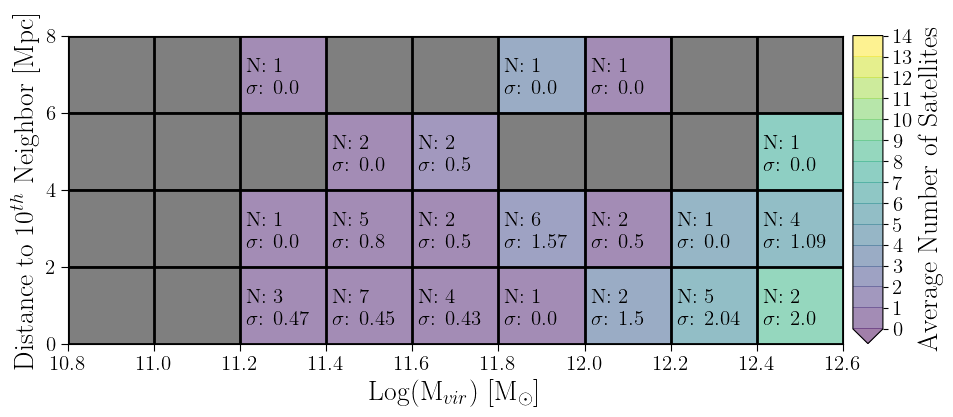 Distance to 10th Neighbor [Mpc]
8
6
4
2
0
N: 1
σ: 0.0
N: 1
σ: 0.0
N: 1
σ: 0.0
N: 2
σ: 0.0
N: 2
σ: 0.5
N: 1
σ: 0.0
N: 1
σ: 0.0
N: 5
σ: 0.8
N: 2
σ: 0.5
N: 6
σ: 1.57
N: 2
σ: 0.5
N: 1
σ: 0.0
N: 4
σ: 1.09
N: 3
σ: 0.47
N: 7
σ: 0.45
N: 4
σ: 0.43
N: 1
σ: 0.0
N: 2
σ: 1.5
N: 5
σ: 2.04
N: 2
σ: 2.0
10.8 11.0 11.2 11.4 11.6 11.8 12.0 12.2 12.4 12.6
Log(Mvir) [M⊙]
14
13
12
11
10
9
8
7
6
5
4
3
2
1
0
Average Number of Satellites